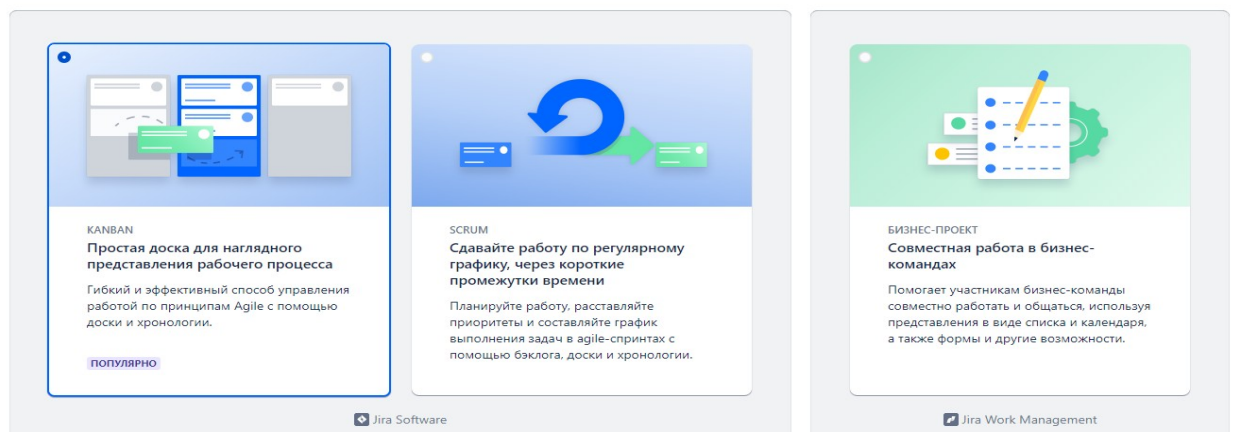 KANBAN
Простая доска для наглядного
представления рабочего процесса
Гибкий и эффективный способ управления
работой по принципам Agile с помощью
доски и хронологии.
ПОПУЛЯРНО
SCRUM
Сдавайте работу по регулярному
графику, через короткие
промежутки времени
Планируйте работу, расставляйте
приоритеты и составляйте график
выполнения задач в agile-спринтах с
помощью бэклога, доски и хронологии.
Jira Software
БИЗНЕС-ПРОЕКТ
Совместная работа в бизнес-
командах
Помогает участникам бизнес-команды
совместно работать и общаться, используя
представления в виде списка и календаря,
а также формы и другие возможности.
Jira Work Management